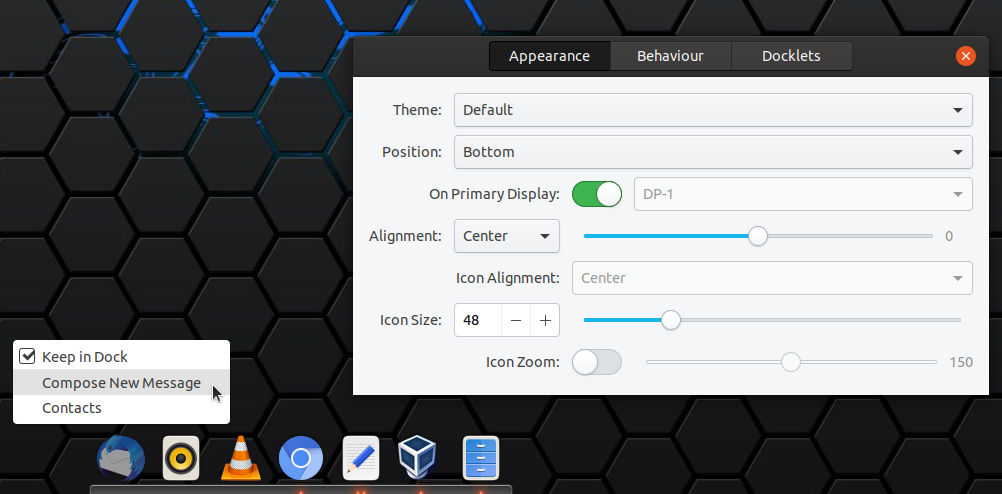 Appearance Behaviour Docklets
Theme: Default
Position: Bottom
On Primary Display: DP-1
Alignment: Center 0
Icon Alignment: Center
Icon Size: 48 − +
Icon Zoom: 150
Keep in Dock
Compose New Message
Contacts